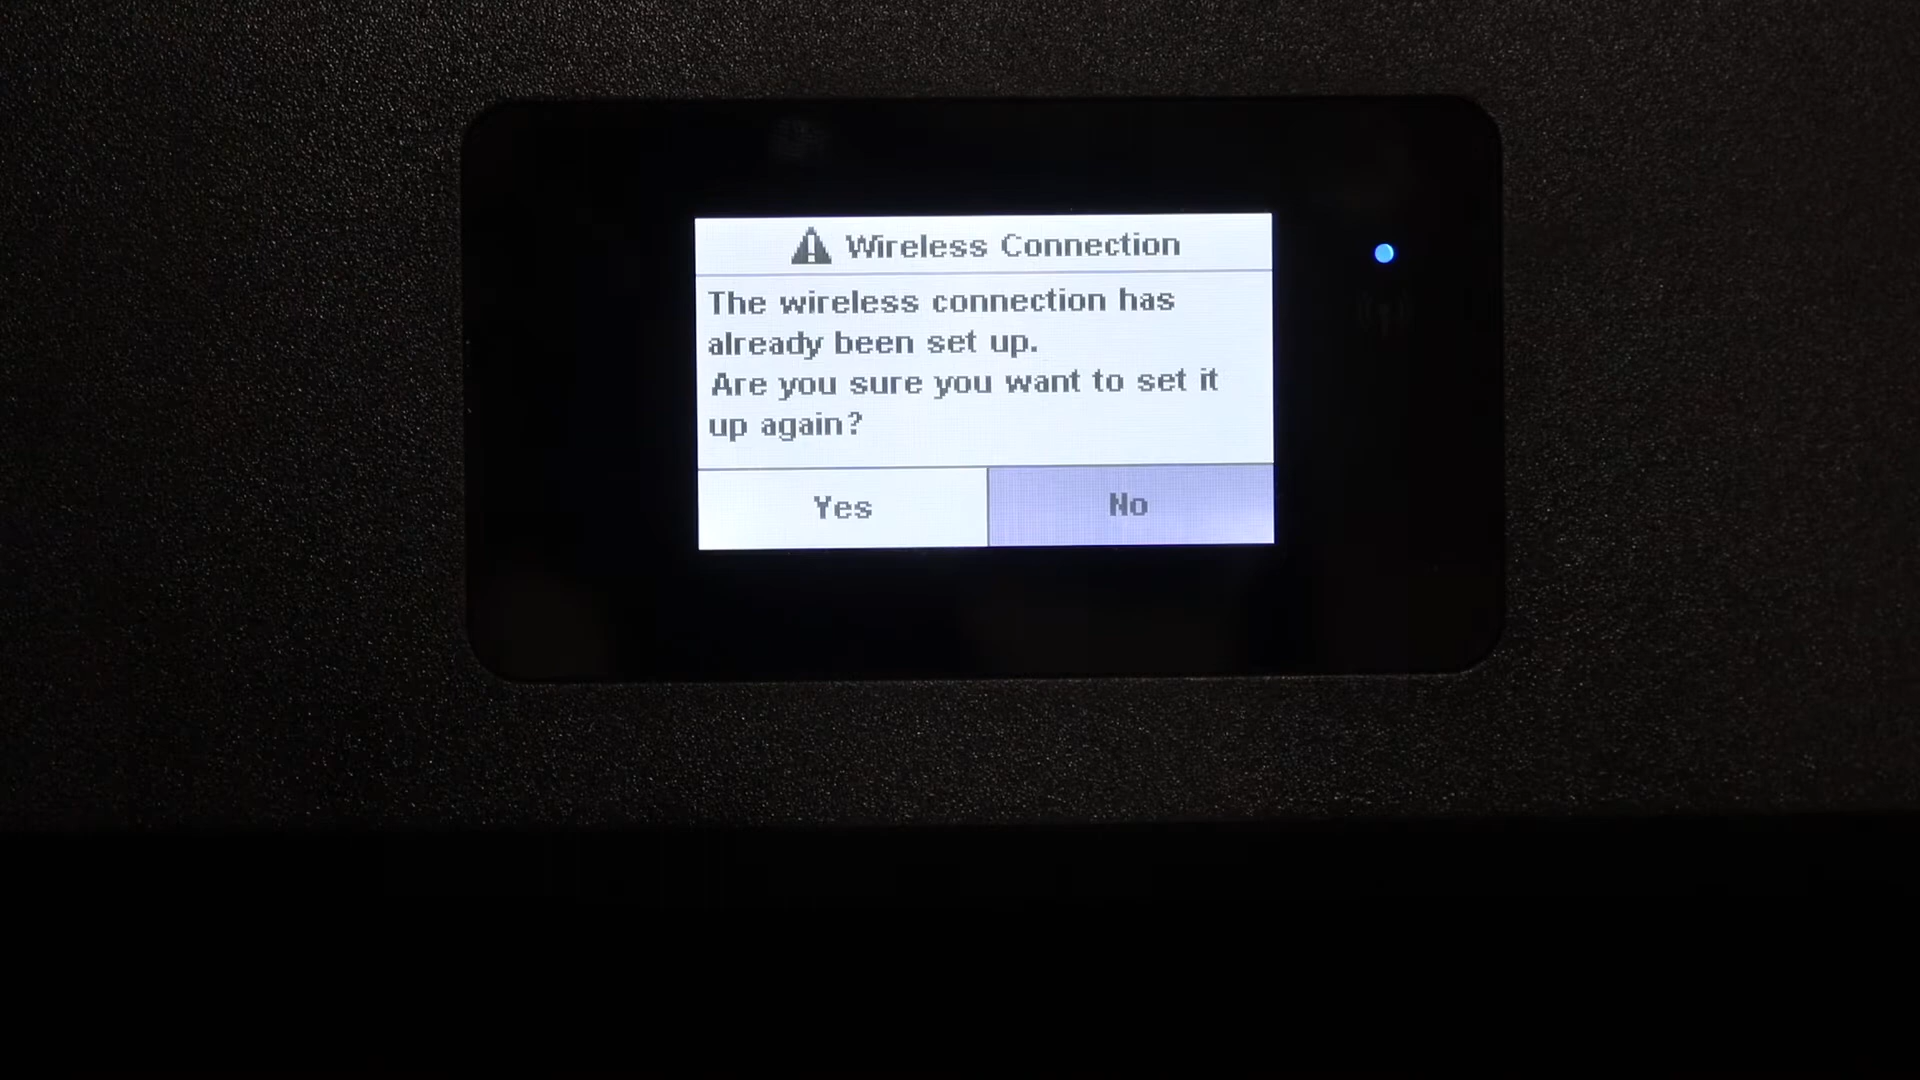 Wireless Connection
The wireless connection has
already been set up.
Are you sure you want to set it
up again?
Yes
No